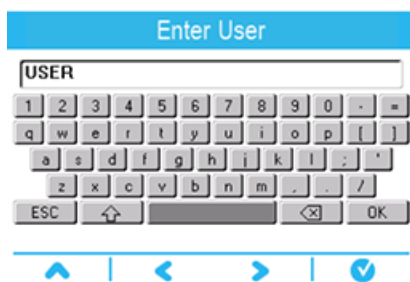 Enter User
USER
1 2 3 4 5 6 7 8 9 0 - =
q w e r t y u i o p [ ]
a s d f g h j k l ; '
z x c v b n m , . /
ESC OK